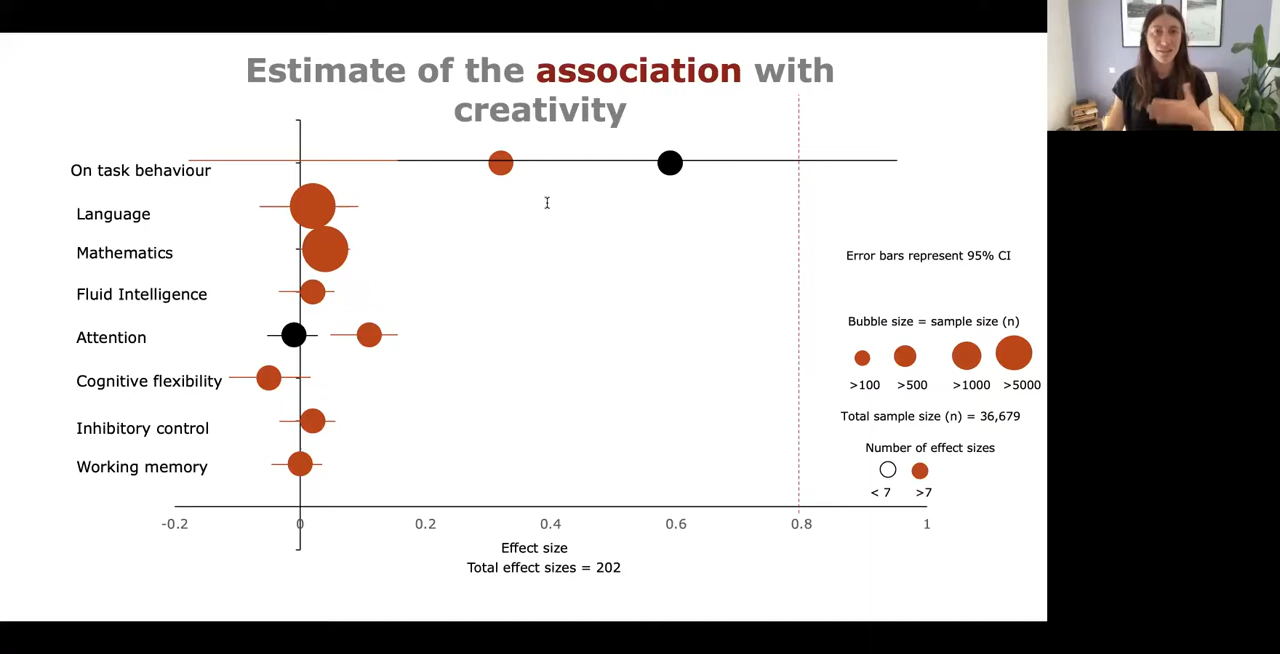 Estimate of the association with
creativity
On task behaviour
Language
Mathematics
Fluid Intelligence
Attention
Cognitive flexibility
Inhibitory control
Working memory
Error bars represent 95% CI
Bubble size = sample size (n)
>100 >500 >1000 >5000
Total sample size (n) = 36,679
Number of effect sizes
< 7 >7
-0.2 0 0.2 0.4 0.6 0.8 1
Effect size
Total effect sizes = 202